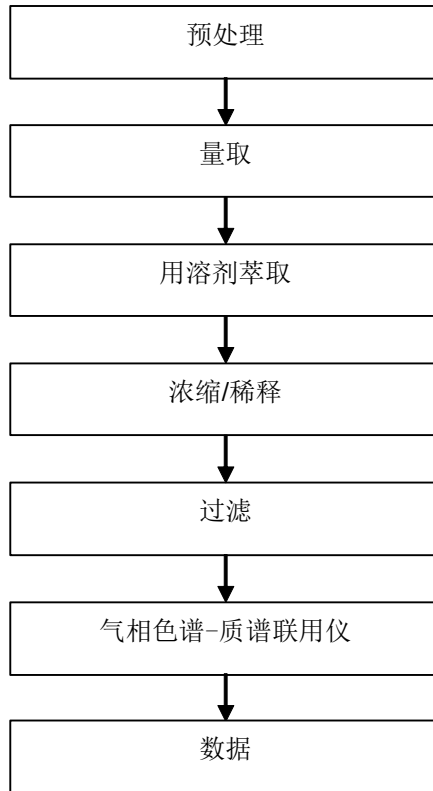 预处理
量取
用溶剂萃取
浓缩/稀释
过滤
气相色谱-质谱联用仪
数据